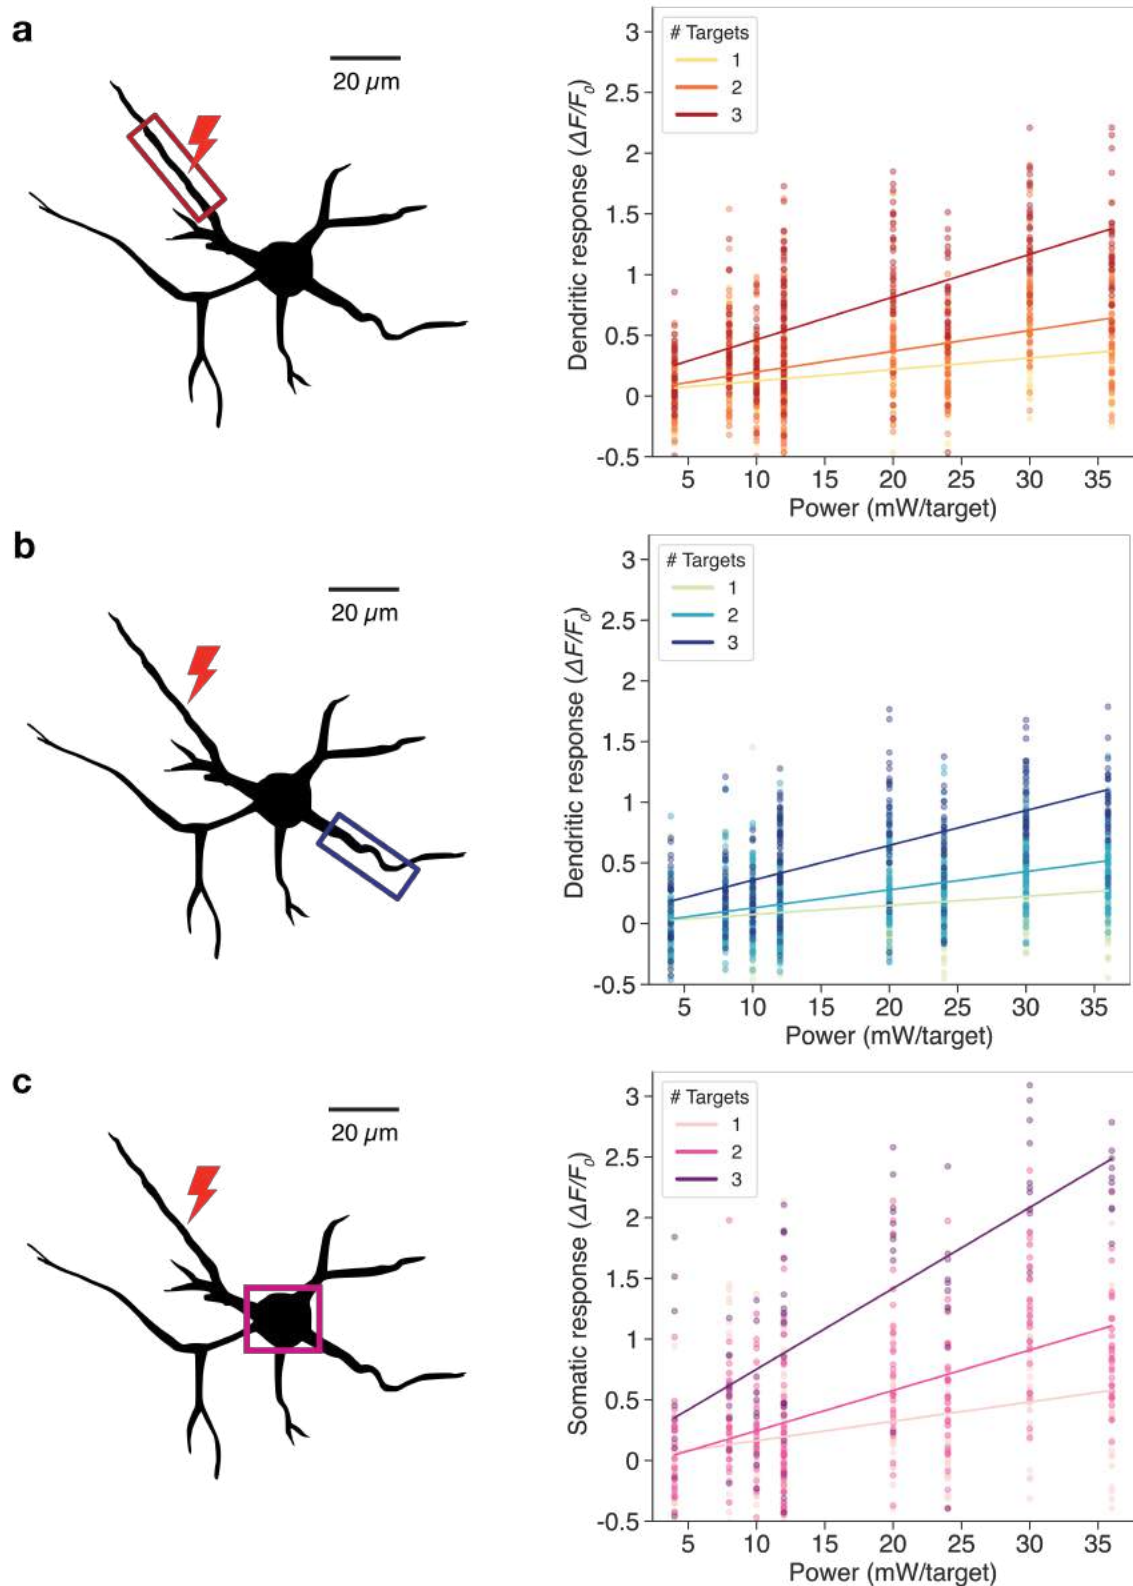 a
20 μm
Dendritic response (ΔF/F₀)
3
2.5
2
1.5
1
0.5
0
-0.5
# Targets
1
2
3
5 10 15 20 25 30 35
Power (mW/target)
b
20 μm
Dendritic response (ΔF/F₀)
3
2.5
2
1.5
1
0.5
0
-0.5
# Targets
1
2
3
5 10 15 20 25 30 35
Power (mW/target)
c
20 μm
Somatic response (ΔF/F₀)
3
2.5
2
1.5
1
0.5
0
-0.5
# Targets
1
2
3
5 10 15 20 25 30 35
Power (mW/target)